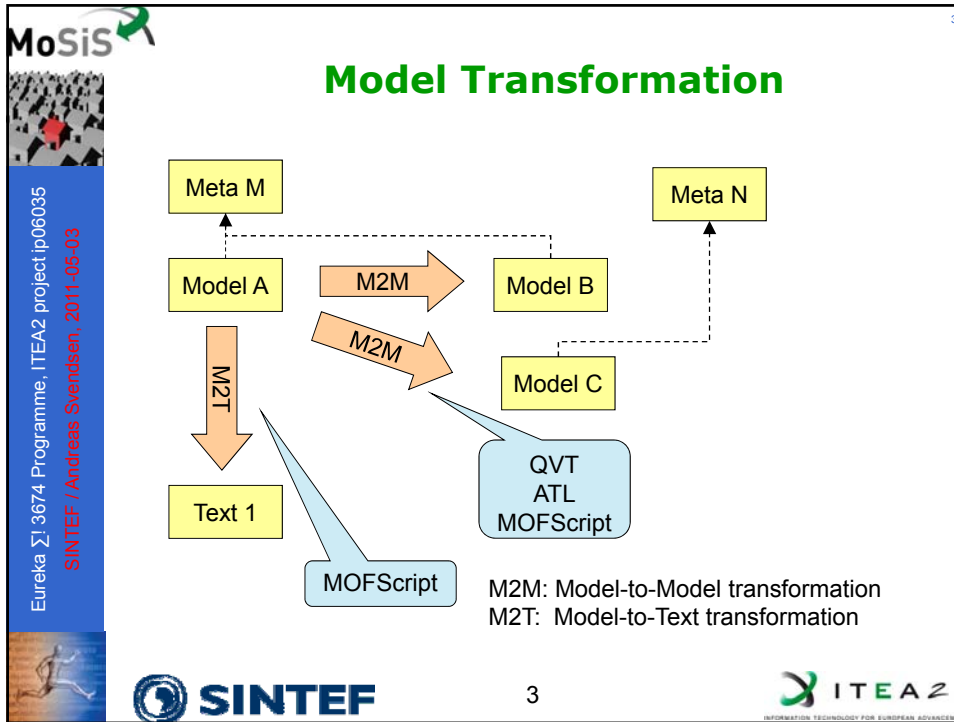 3
MoSiS
Model Transformation
Eureka ∑! 3674 Programme, ITEA2 project ip06035
SINTEF / Andreas Svendsen, 2011-05-03
Meta M
Meta N
Model A
M2M
Model B
M2M
Model C
M2T
QVT
ATL
MOFScript
Text 1
MOFScript
M2M: Model-to-Model transformation
M2T: Model-to-Text transformation
SINTEF
3
ITEA2